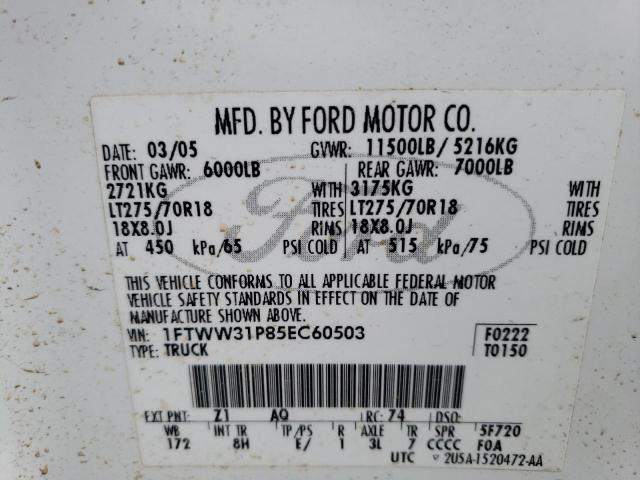 MFD. BY FORD MOTOR CO.
DATE: 03/05 GVWR: 11500LB/ 5216KG
FRONT GAWR: 6000LB REAR GAWR: 7000LB
2721KG WITH 3175KG WITH
LT275/70R18 TIRES LT275/70R18 TIRES
18X8.0J RIMS 18X8.0J RIMS
AT 450 kPa/65 PSI COLD AT 515 kPa/75 PSI COLD
Ford
THIS VEHICLE CONFORMS TO ALL APPLICABLE FEDERAL MOTOR
VEHICLE SAFETY STANDARDS IN EFFECT ON THE DATE OF
MANUFACTURE SHOWN ABOVE.
VIN: 1FTWW31P85EC60503 F0222
TYPE: TRUCK T0150
EXT PNT: Z1 AQ RC: 74 DSO:
WB INT TR TP/PS R AXLE TR SPR 5F720
172 8H E/ 1 3L 7 CCCC F0A
UTC ▽ 2U5A-1520472-AA